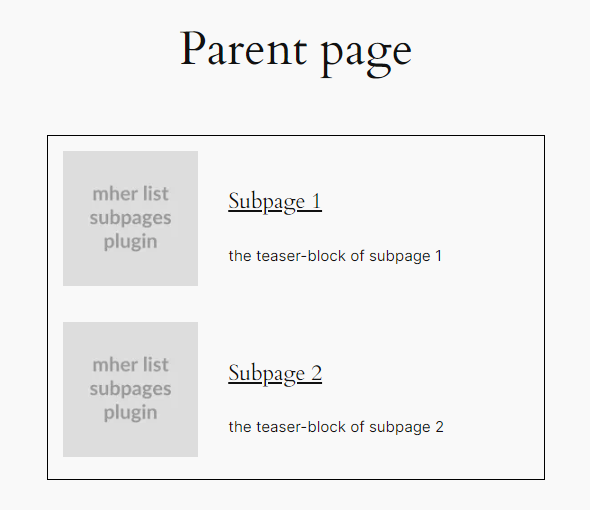 Parent page
mher list
subpages
plugin
Subpage 1
the teaser-block of subpage 1
mher list
subpages
plugin
Subpage 2
the teaser-block of subpage 2